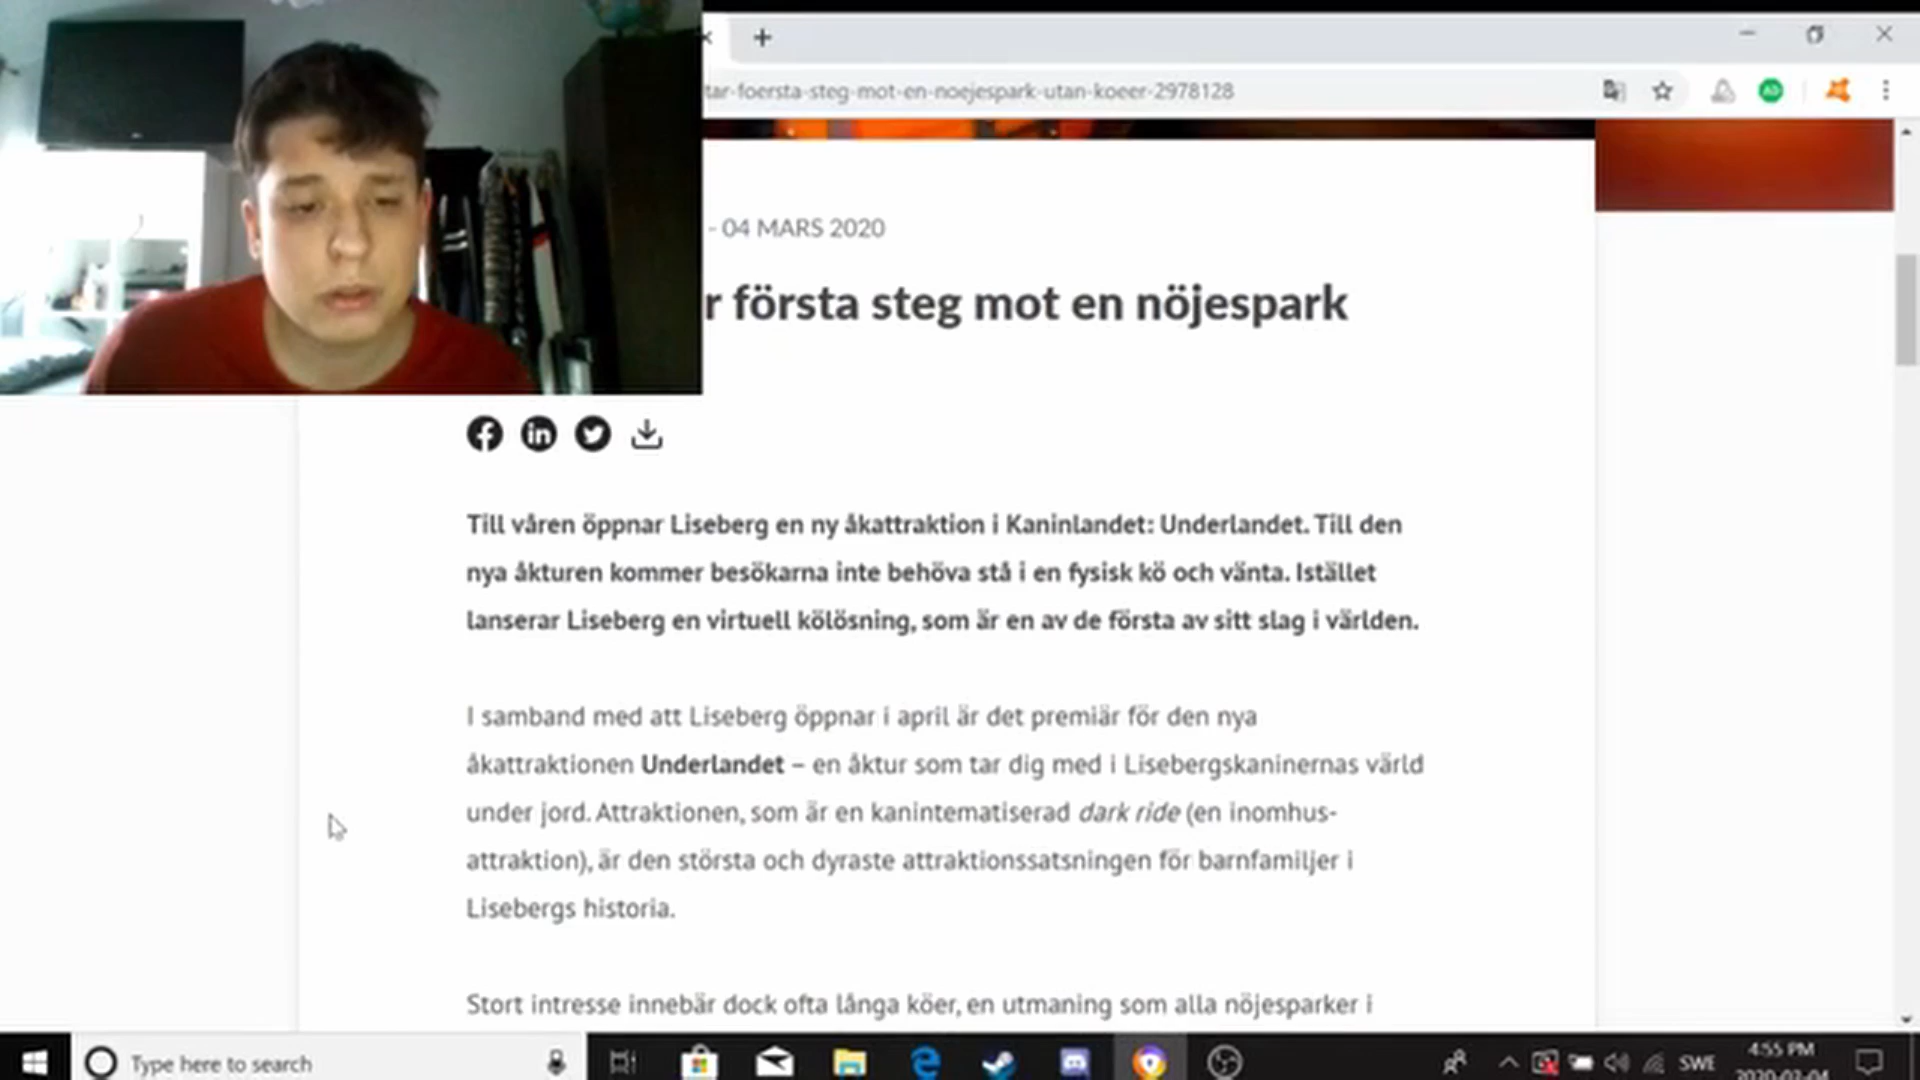 tar-foersta-steg-mot-en-noejespark-utan-koeer-2978128
- 04 MARS 2020
r första steg mot en nöjespark
Till våren öppnar Liseberg en ny åkattraktion i Kaninlandet: Underlandet. Till den
nya åkturen kommer besökarna inte behöva stå i en fysisk kö och vänta. Istället
lanserar Liseberg en virtuell kölösning, som är en av de första av sitt slag i världen.
I samband med att Liseberg öppnar i april är det premiär för den nya
åkattraktionen Underlandet – en åktur som tar dig med i Lisebergskaninernas värld
under jord. Attraktionen, som är en kanintematiserad dark ride (en inomhus-
attraktion), är den största och dyraste attraktionssatsningen för barnfamiljer i
Lisebergs historia.
Stort intresse innebär dock ofta långa köer, en utmaning som alla nöjesparker i
Type here to search
SWE
4:55 PM
2020-03-04